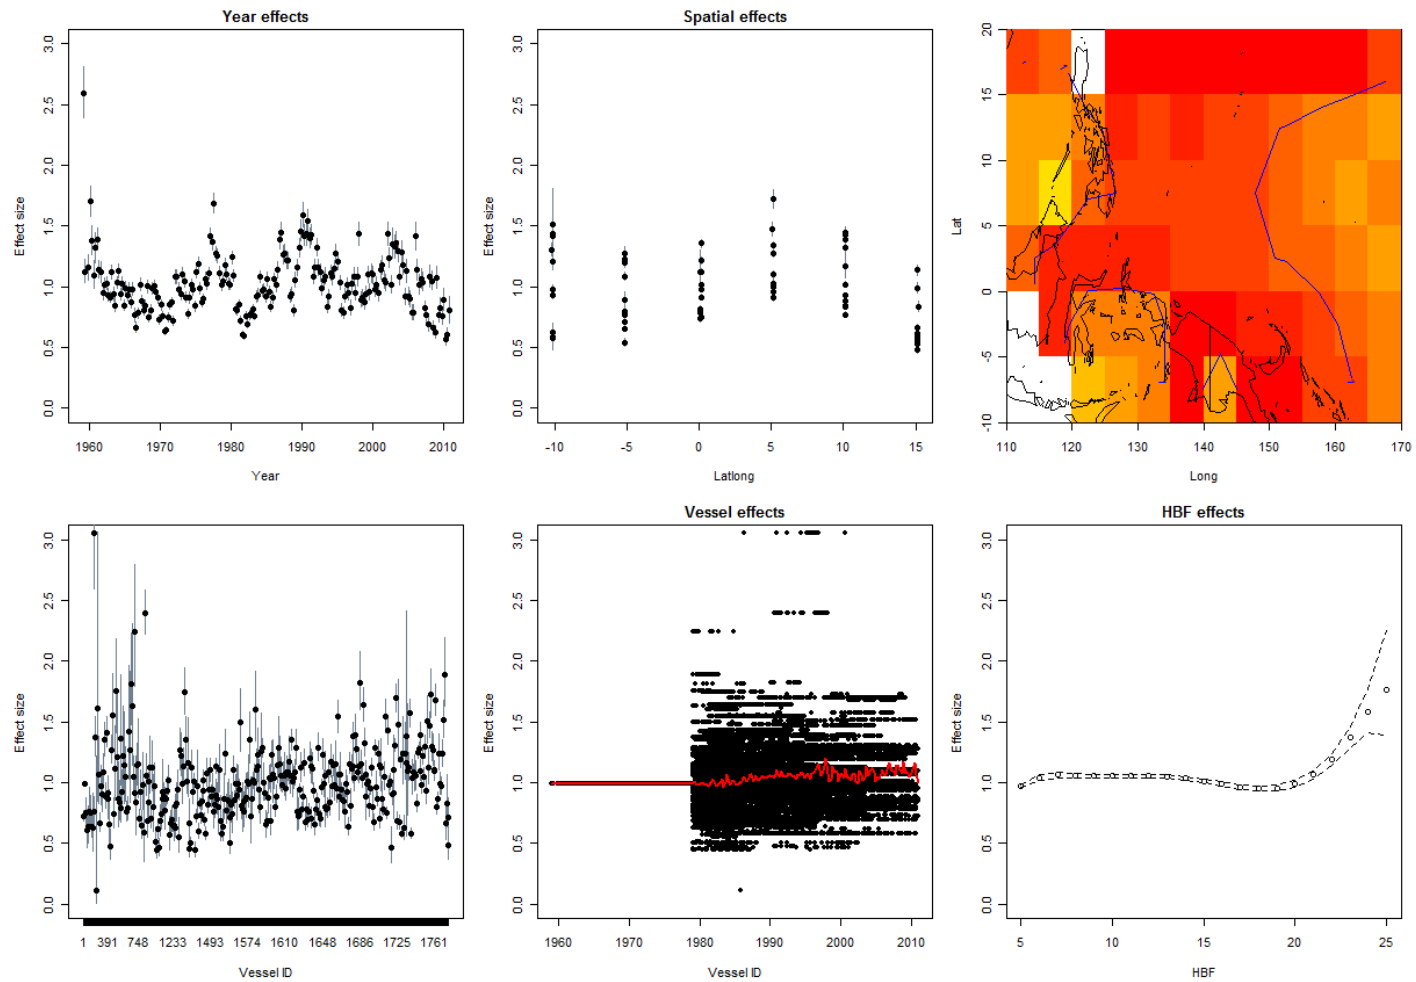 Year effects
Spatial effects
3.0
2.5
2.0
1.5
1.0
0.5
0.0
Effect size
1960 1970 1980 1990 2000 2010
Year
3.0
2.5
2.0
1.5
1.0
0.5
0.0
Effect size
-10 -5 0 5 10 15
Latlong
20
15
10
5
0
-5
-10
Lat
110 120 130 140 150 160 170
Long
Vessel effects
HBF effects
3.0
2.5
2.0
1.5
1.0
0.5
0.0
Effect size
1 391 748 1233 1493 1574 1610 1648 1686 1725 1761
Vessel ID
3.0
2.5
2.0
1.5
1.0
0.5
0.0
Effect size
1960 1970 1980 1990 2000 2010
Vessel ID
3.0
2.5
2.0
1.5
1.0
0.5
0.0
Effect size
5 10 15 20 25
HBF